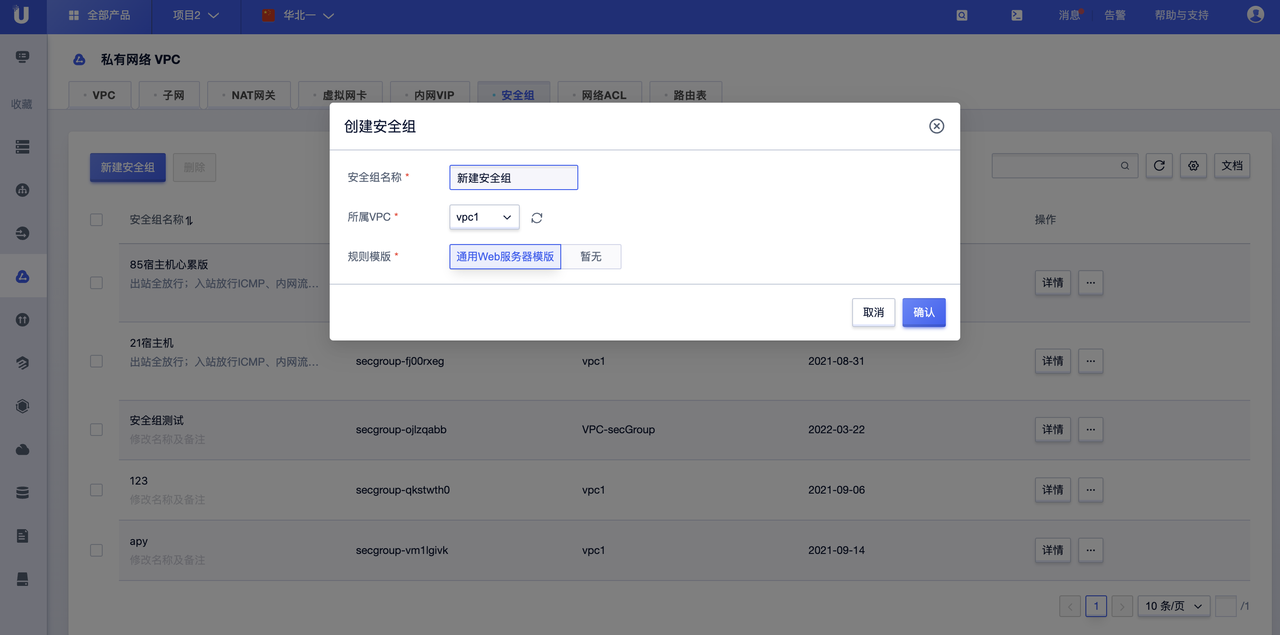 全部产品
项目2
华北一
消息
告警
帮助与支持
私有网络 VPC
VPC
子网
NAT网关
虚拟网卡
内网VIP
安全组
网络ACL
路由表
收藏
创建安全组
安全组名称 *
新建安全组
所属VPC *
vpc1
规则模版 *
通用Web服务器模版
暂无
取消
确认
新建安全组
删除
文档
安全组名称
操作
85宿主机心累版
出站全放行；入站放行ICMP、内网流...
详情
...
21宿主机
出站全放行；入站放行ICMP、内网流...
secgroup-fj00rxeg
vpc1
2021-08-31
详情
...
安全组测试
修改名称及备注
secgroup-ojlzqabb
VPC-secGroup
2022-03-22
详情
...
123
修改名称及备注
secgroup-qkstwth0
vpc1
2021-09-06
详情
...
apy
修改名称及备注
secgroup-vm1lgivk
vpc1
2021-09-14
详情
...
1
10 条/页
/1